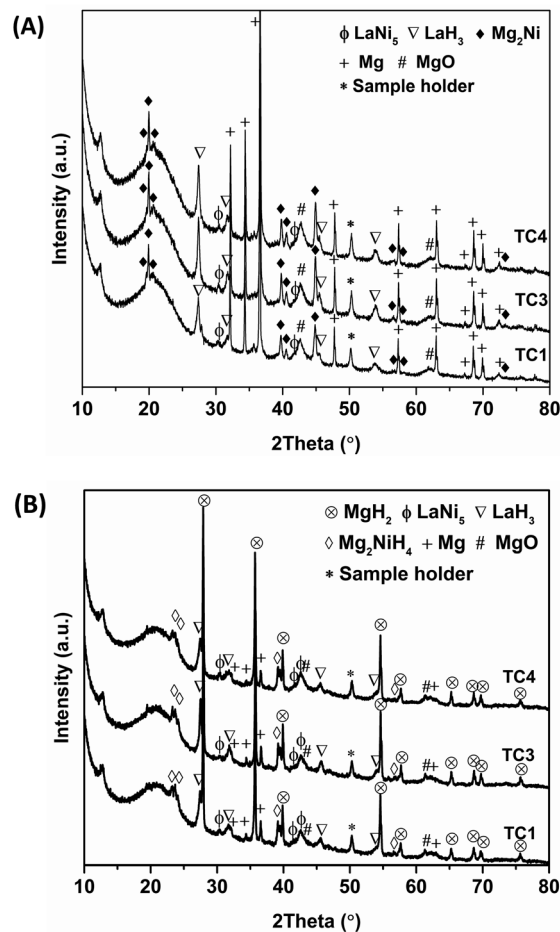 (A)
+
ϕ LaNi5 ▽ LaH3 ♦ Mg2Ni
+ Mg # MgO
* Sample holder
TC4
TC3
TC1
Intensity (a.u.)
10 20 30 40 50 60 70 80
2Theta (°)
(B)
⊗ MgH2 ϕ LaNi5 ▽ LaH3
◊ Mg2NiH4 + Mg # MgO
* Sample holder
TC4
TC3
TC1
Intensity (a.u.)
10 20 30 40 50 60 70 80
2Theta (°)